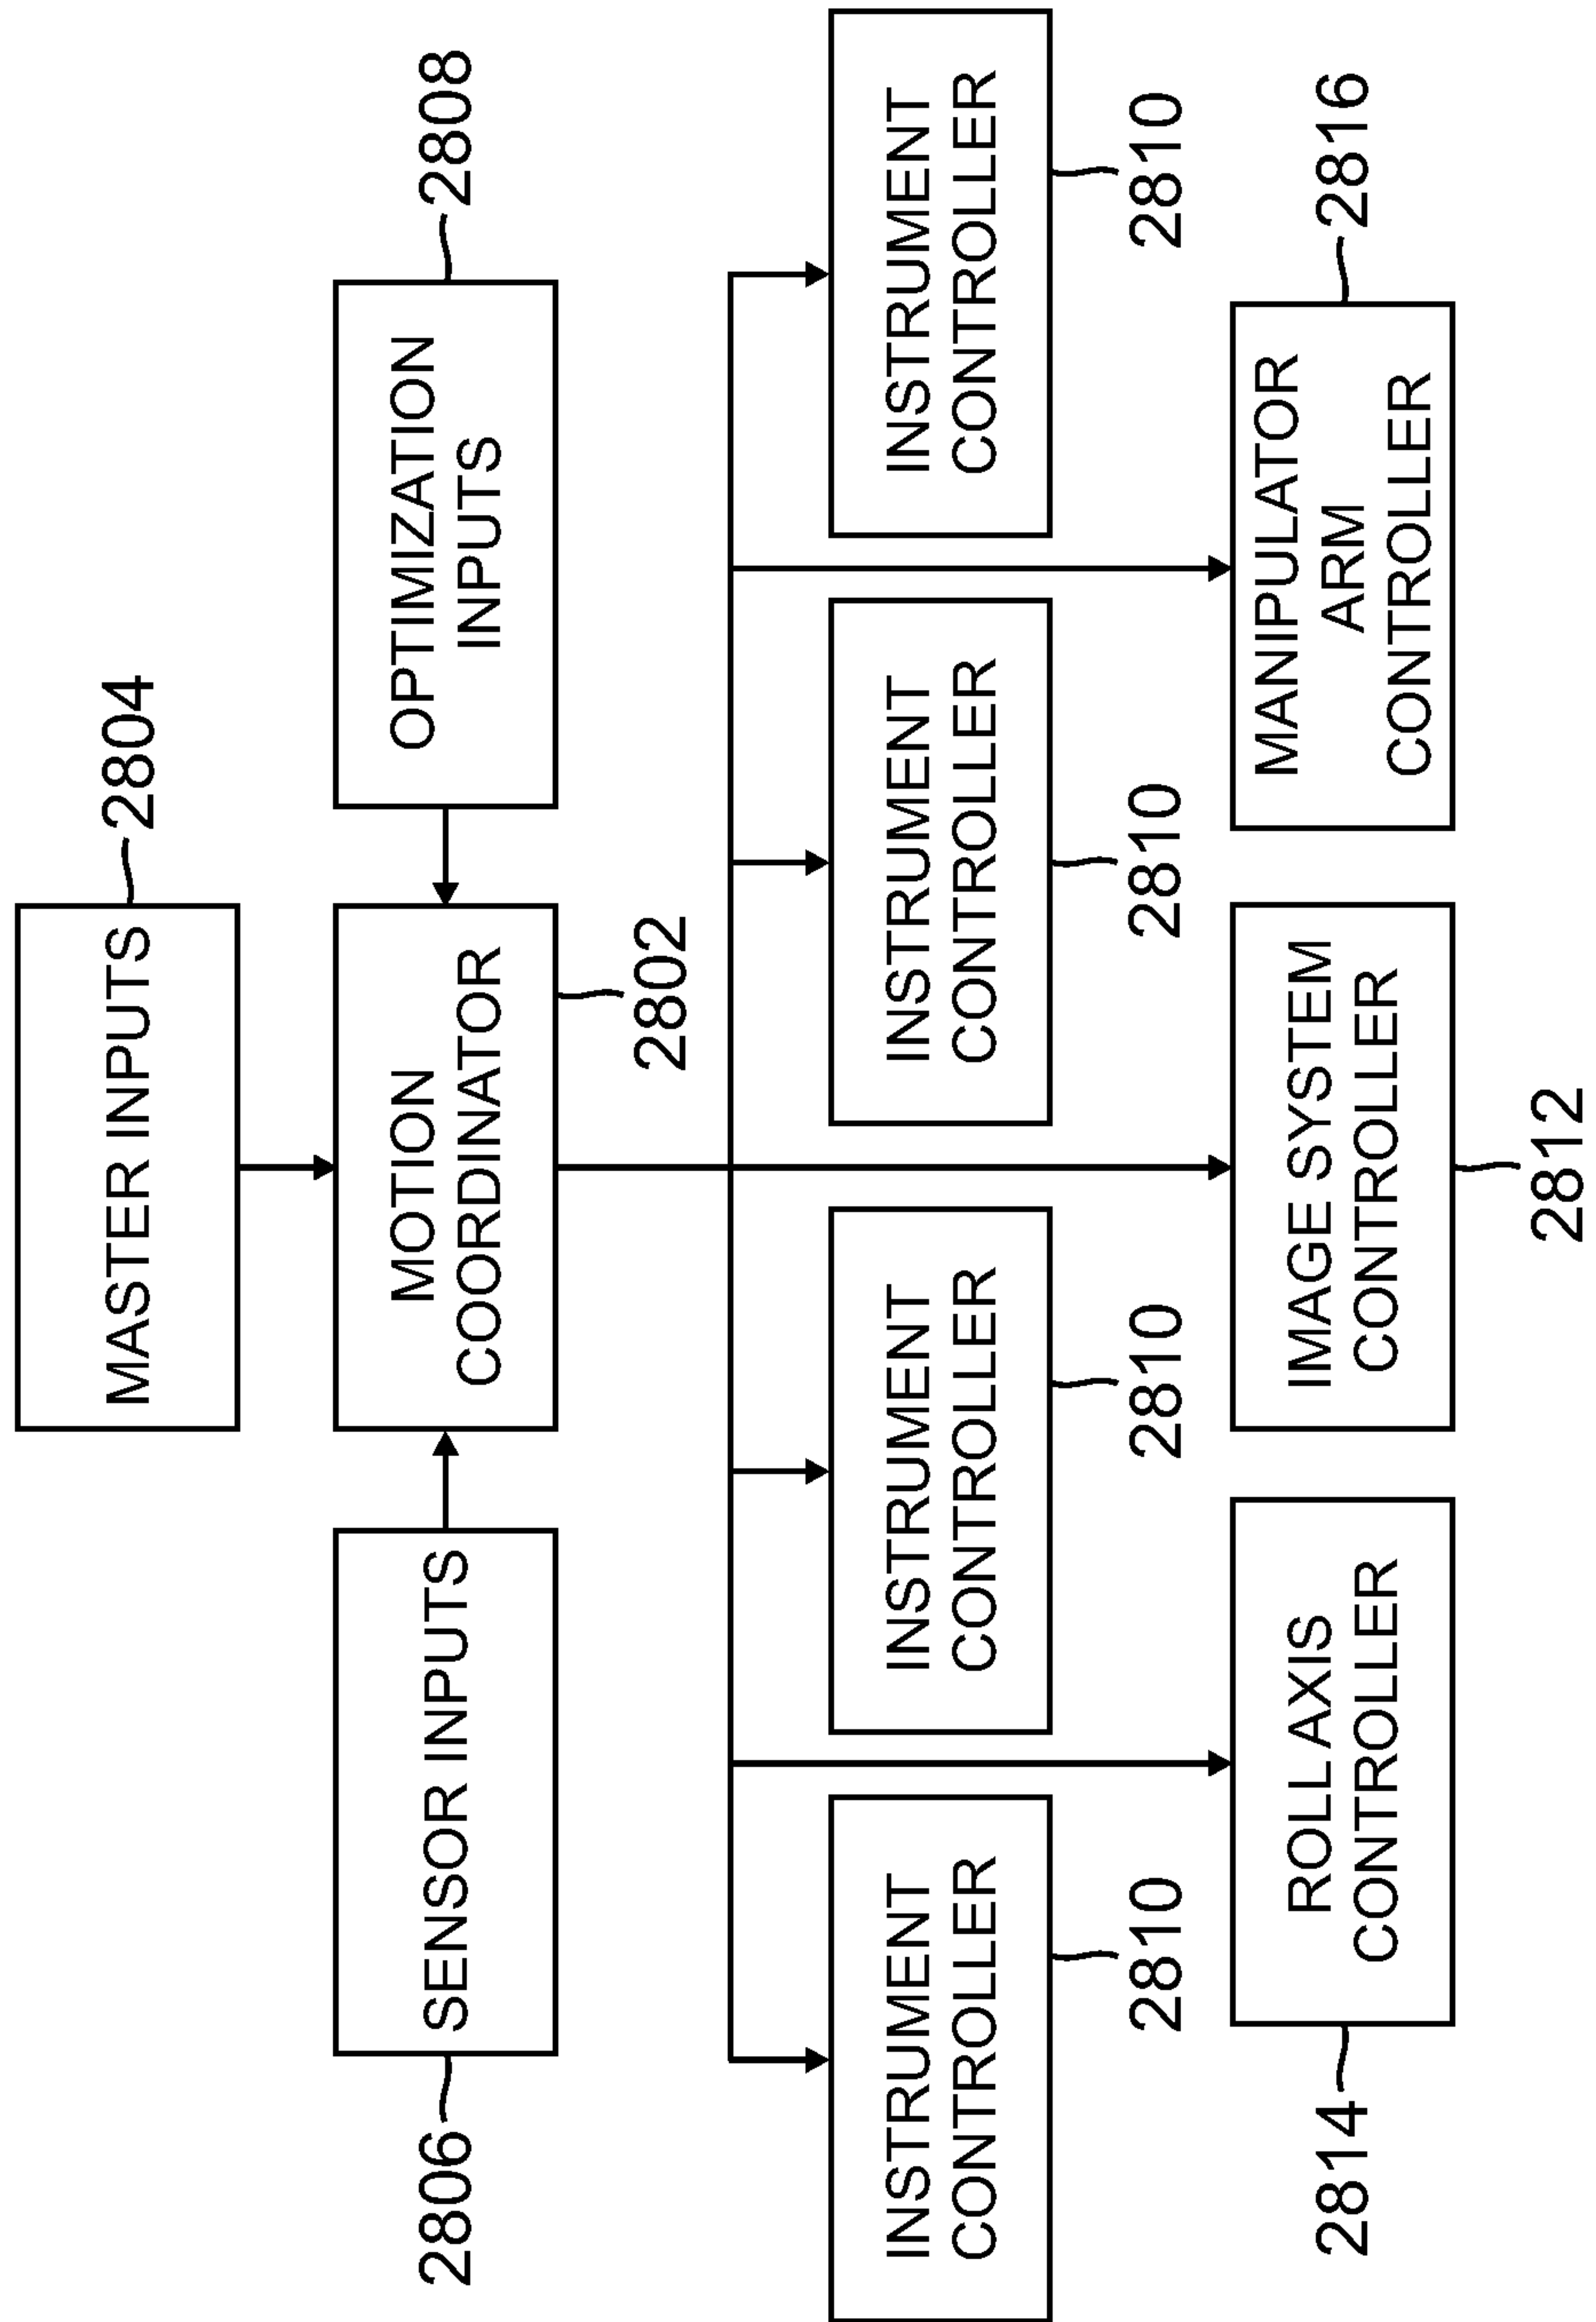 MASTER INPUTS
2804
SENSOR INPUTS
2806
MOTION
COORDINATOR
2802
OPTIMIZATION
INPUTS
2808
INSTRUMENT
CONTROLLER
2810
INSTRUMENT
CONTROLLER
2810
INSTRUMENT
CONTROLLER
2810
INSTRUMENT
CONTROLLER
2810
2814
ROLL AXIS
CONTROLLER
IMAGE SYSTEM
CONTROLLER
2812
MANIPULATOR
ARM
CONTROLLER
2816